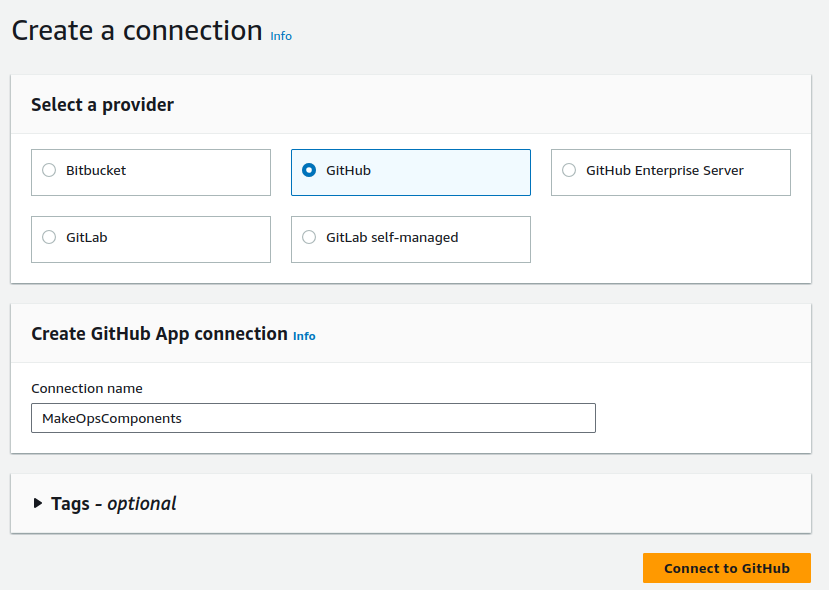 Create a connection Info
Select a provider
Bitbucket
GitHub
GitHub Enterprise Server
GitLab
GitLab self-managed
Create GitHub App connection Info
Connection name
MakeOpsComponents
Tags - optional
Connect to GitHub